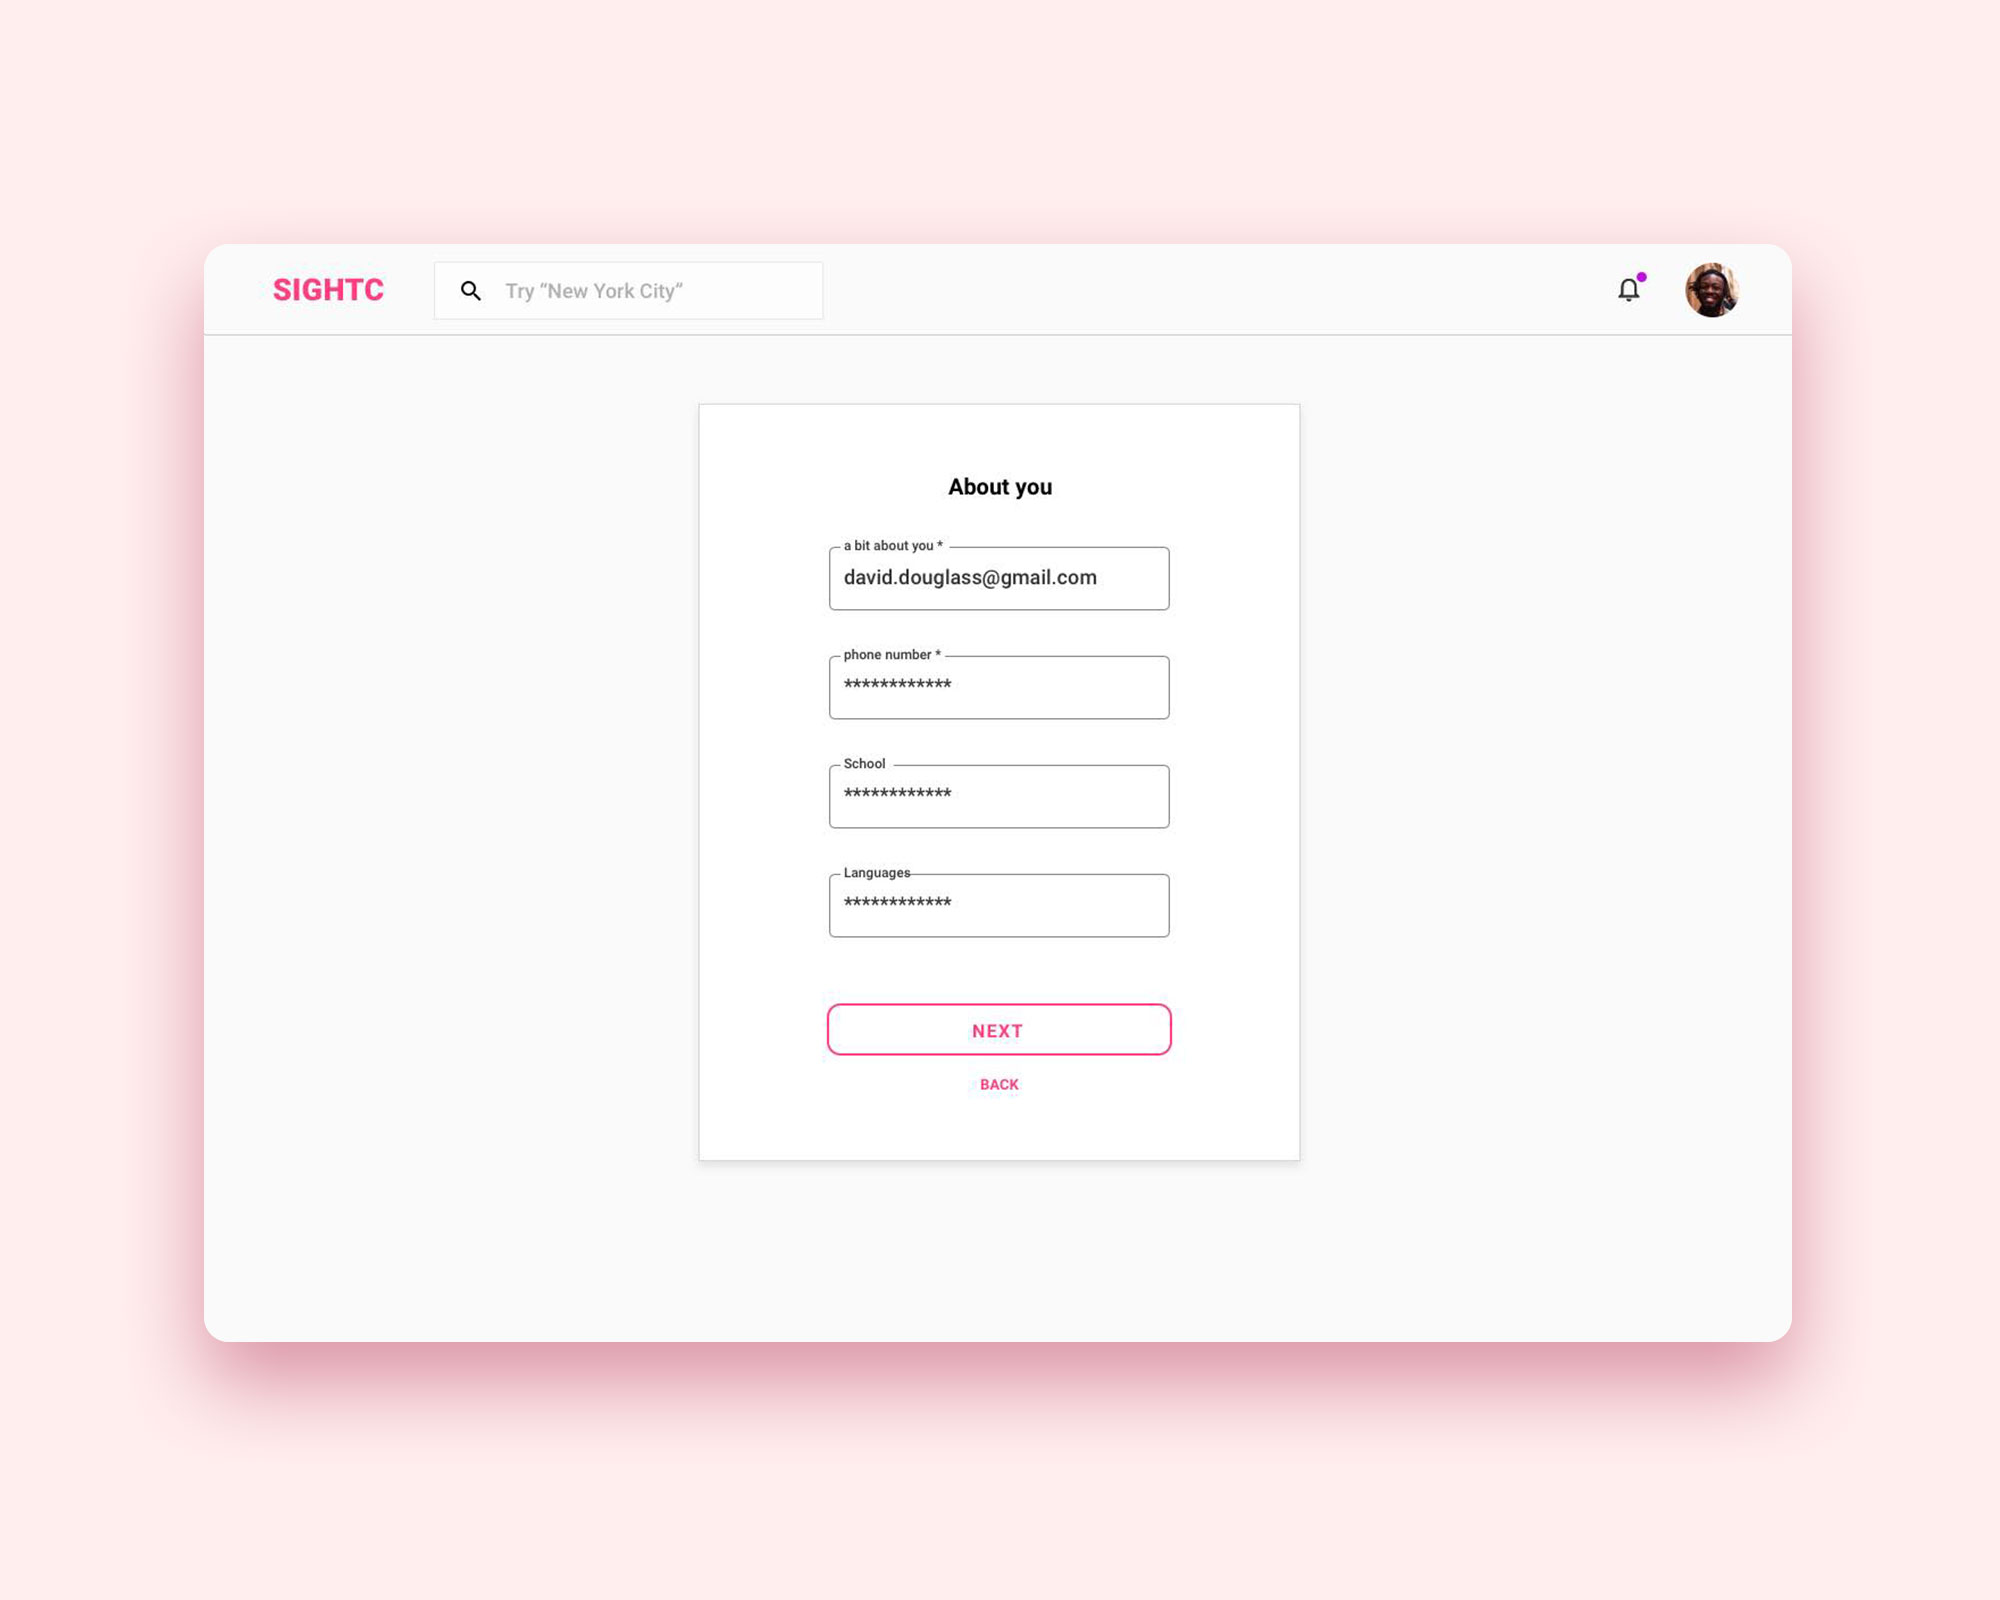 SIGHTC
Try “New York City”
About you
a bit about you *
david.douglass@gmail.com
phone number *
************
School
************
Languages
************
NEXT
BACK